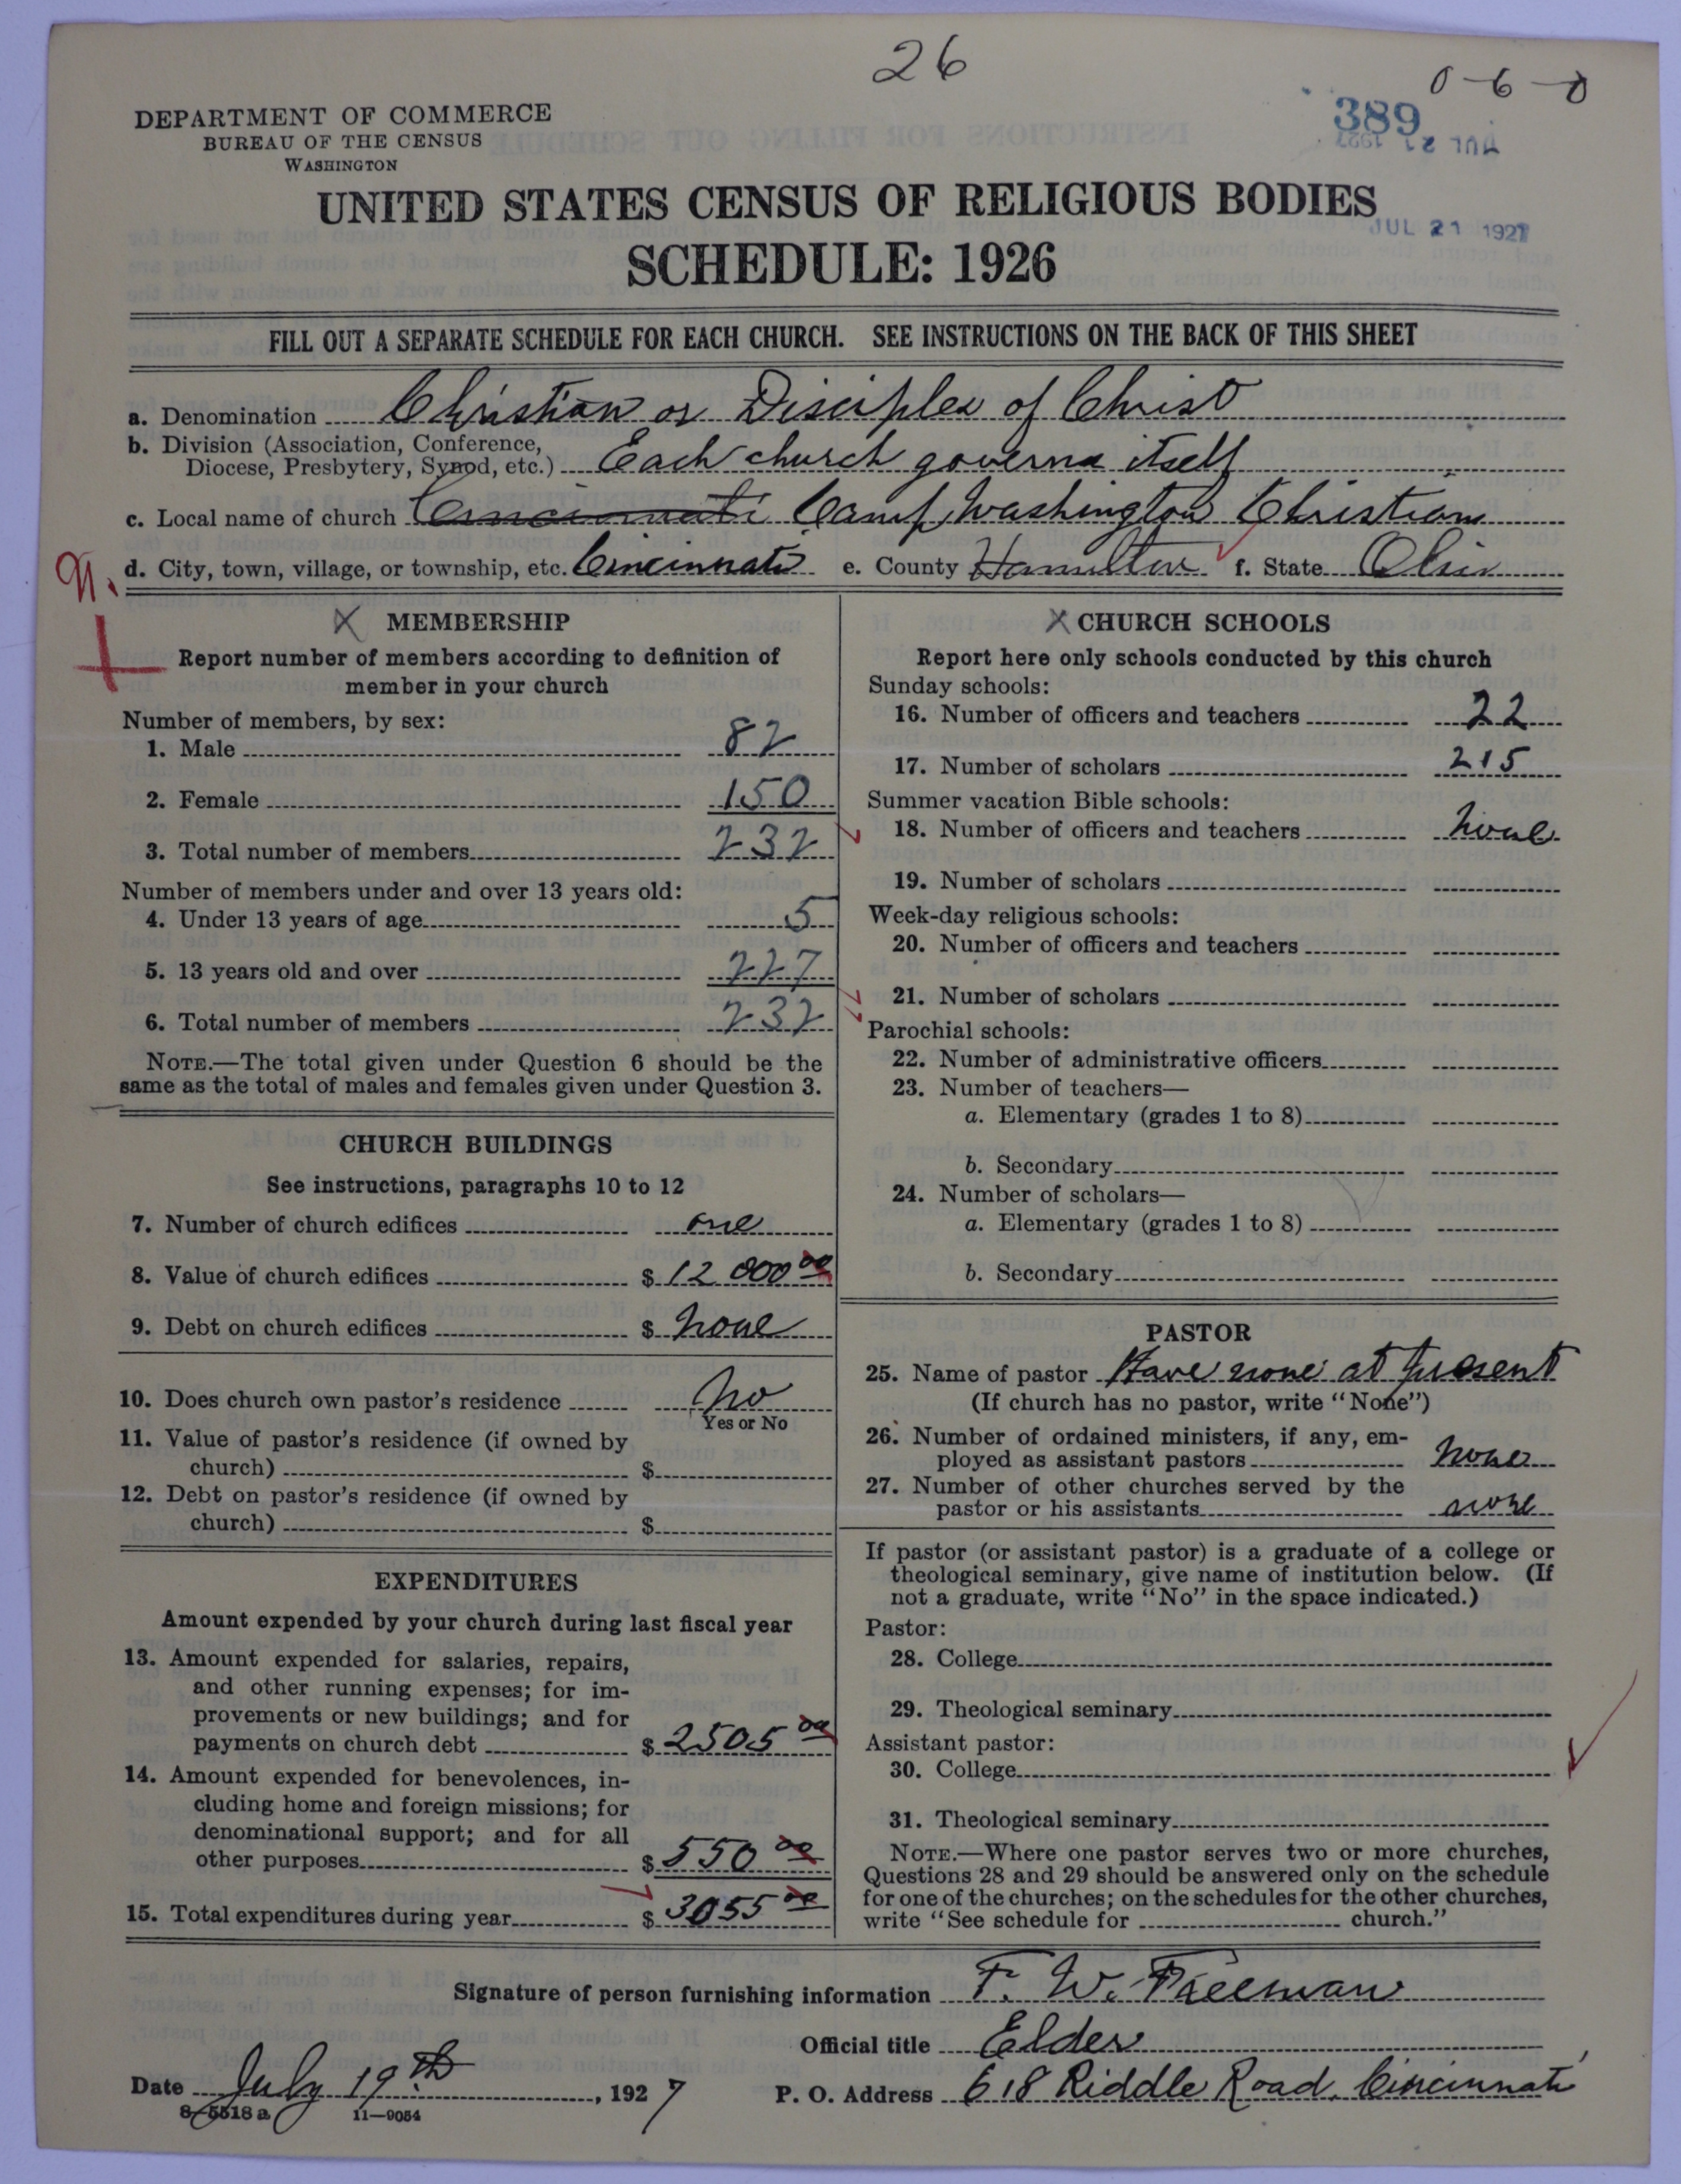 26
0-6-0
DEPARTMENT OF COMMERCE
BUREAU OF THE CENSUS
WASHINGTON
389
JUL 21 1927
UNITED STATES CENSUS OF RELIGIOUS BODIES
JUL 21 1927
SCHEDULE: 1926
FILL OUT A SEPARATE SCHEDULE FOR EACH CHURCH. SEE INSTRUCTIONS ON THE BACK OF THIS SHEET
a. Denomination Christian or Disciples of Christ
b. Division (Association, Conference,
Diocese, Presbytery, Synod, etc.) Each church governs itself
c. Local name of church Cincinnati Camp Washington Christian
d. City, town, village, or township, etc. Cincinnati e. County Hamilton f. State Ohio
X MEMBERSHIP
Report number of members according to definition of
member in your church
Number of members, by sex:
1. Male 82
2. Female 150
3. Total number of members 232
Number of members under and over 13 years old:
4. Under 13 years of age 5
5. 13 years old and over 227
6. Total number of members 232
NOTE.—The total given under Question 6 should be the
same as the total of males and females given under Question 3.
CHURCH BUILDINGS
See instructions, paragraphs 10 to 12
7. Number of church edifices one
8. Value of church edifices $ 12 000 00
9. Debt on church edifices $ None
10. Does church own pastor's residence No
Yes or No
11. Value of pastor's residence (if owned by
church) $
12. Debt on pastor's residence (if owned by
church) $
EXPENDITURES
Amount expended by your church during last fiscal year
13. Amount expended for salaries, repairs,
and other running expenses; for im-
provements or new buildings; and for
payments on church debt $ 2505 00
14. Amount expended for benevolences, in-
cluding home and foreign missions; for
denominational support; and for all
other purposes $ 550 00
15. Total expenditures during year $ 3055 00
X CHURCH SCHOOLS
Report here only schools conducted by this church
Sunday schools:
16. Number of officers and teachers 22
17. Number of scholars 215
Summer vacation Bible schools:
18. Number of officers and teachers None
19. Number of scholars
Week-day religious schools:
20. Number of officers and teachers
21. Number of scholars
Parochial schools:
22. Number of administrative officers
23. Number of teachers—
a. Elementary (grades 1 to 8)
b. Secondary
24. Number of scholars—
a. Elementary (grades 1 to 8)
b. Secondary
PASTOR
25. Name of pastor Have none at present
(If church has no pastor, write "None")
26. Number of ordained ministers, if any, em-
ployed as assistant pastors None
27. Number of other churches served by the
pastor or his assistants none
If pastor (or assistant pastor) is a graduate of a college or
theological seminary, give name of institution below. (If
not a graduate, write "No" in the space indicated.)
Pastor:
28. College
29. Theological seminary
Assistant pastor:
30. College
31. Theological seminary
NOTE.—Where one pastor serves two or more churches,
Questions 28 and 29 should be answered only on the schedule
for one of the churches; on the schedules for the other churches,
write "See schedule for church."
Signature of person furnishing information F. W. Freeman
Official title Elder
Date July 19th, 1927 P. O. Address 618 Riddle Road, Cincinnati
8-5518 a 11—9054